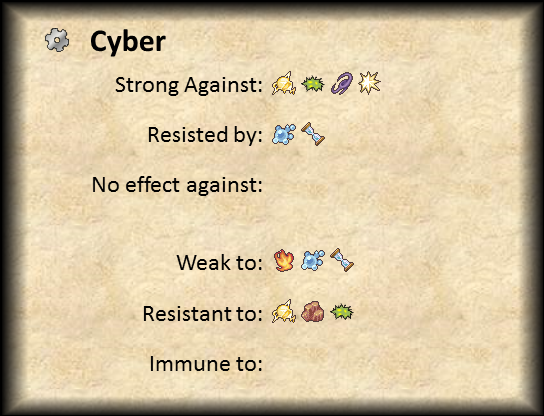 Cyber
Strong Against:
Resisted by:
No effect against:
Weak to:
Resistant to:
Immune to: